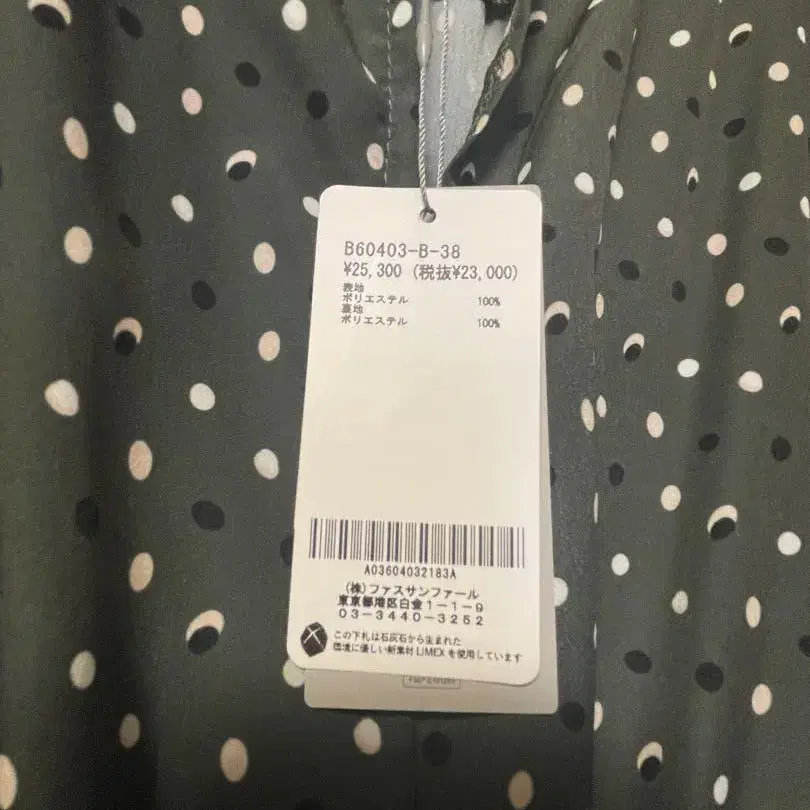 B60403-B-38
¥25,300 (税抜¥23,000)
表地
ポリエステル 100%
裏地
ポリエステル 100%
A03604032183A
(株)ファスサンファール
東京都港区白金1-1-9
03-3440-3252
この下札は石灰石から生まれた
環境に優しい新素材 LIMEX を使用しています